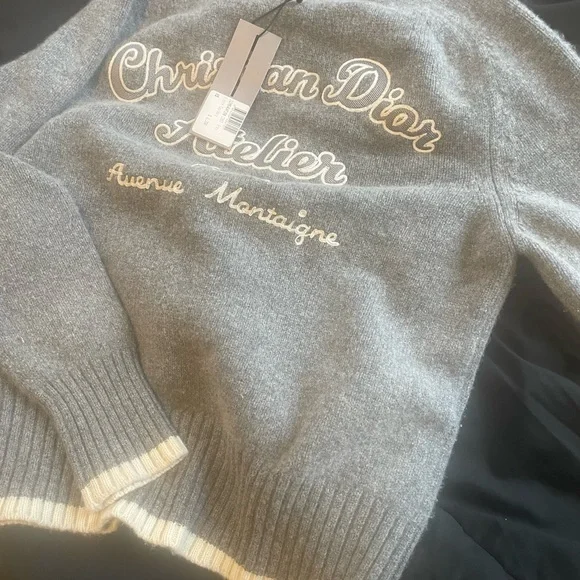 Christian Dior
Atelier
Avenue Montaigne